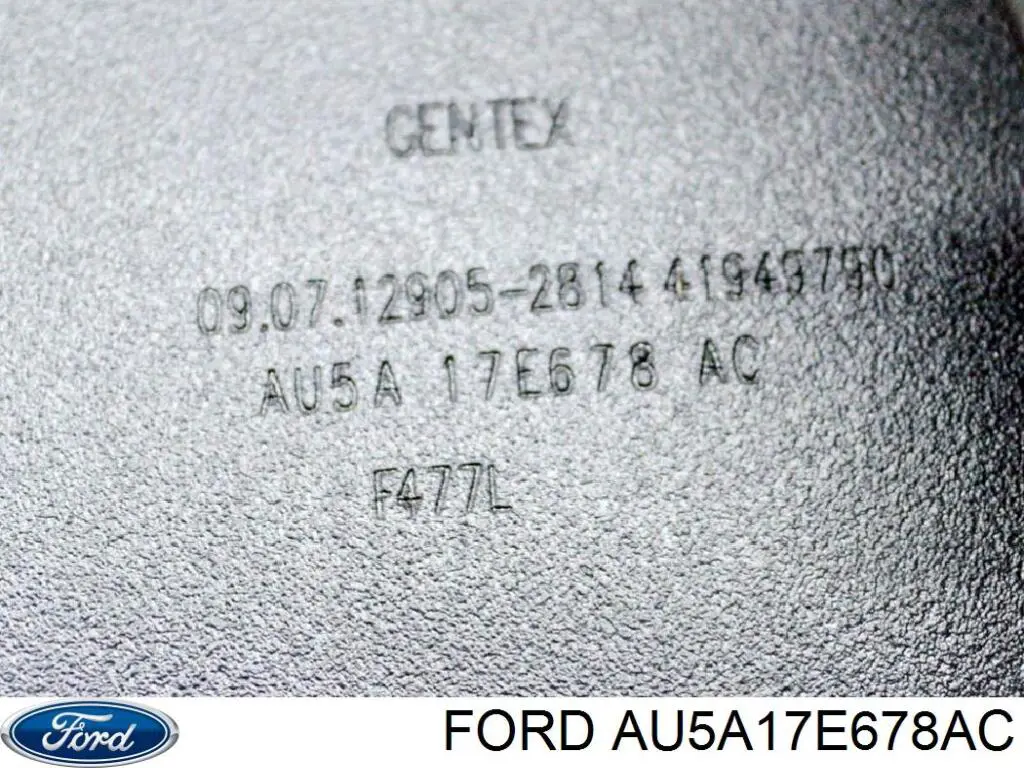 GENTEX
09.07.12905-2814 41949790
AU5A 17E678 AC
F477L
Ford
FORD AU5A17E678AC